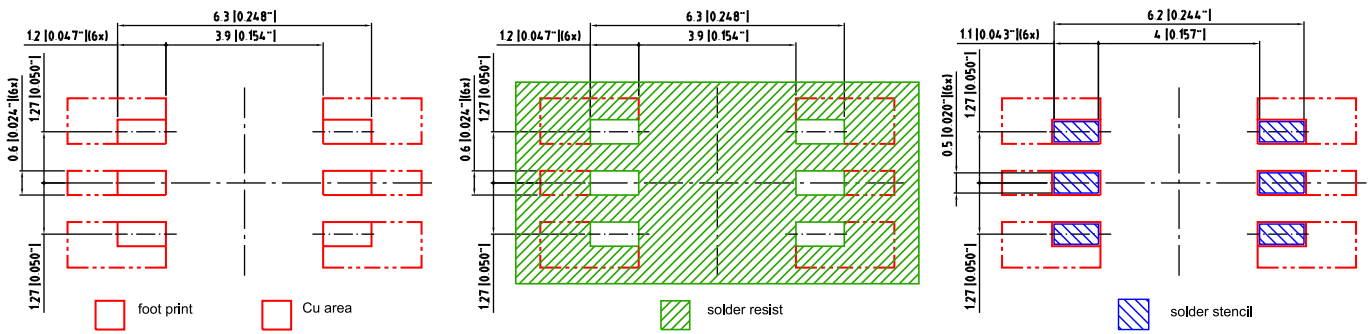 6.3 |0.248"|
1.2 |0.047"|(6x)
3.9 |0.154"|
1.27 |0.050"|
0.6 |0.024"|(6x)
1.27 |0.050"|
foot print
Cu area
6.3 |0.248"|
1.2 |0.047"|(6x)
3.9 |0.154"|
1.27 |0.050"|
0.6 |0.024"|(6x)
1.27 |0.050"|
solder resist
6.2 |0.244"|
1.1 |0.043"|(6x)
4 |0.157"|
1.27 |0.050"|
0.5 |0.020"|(6x)
1.27 |0.050"|
solder stencil